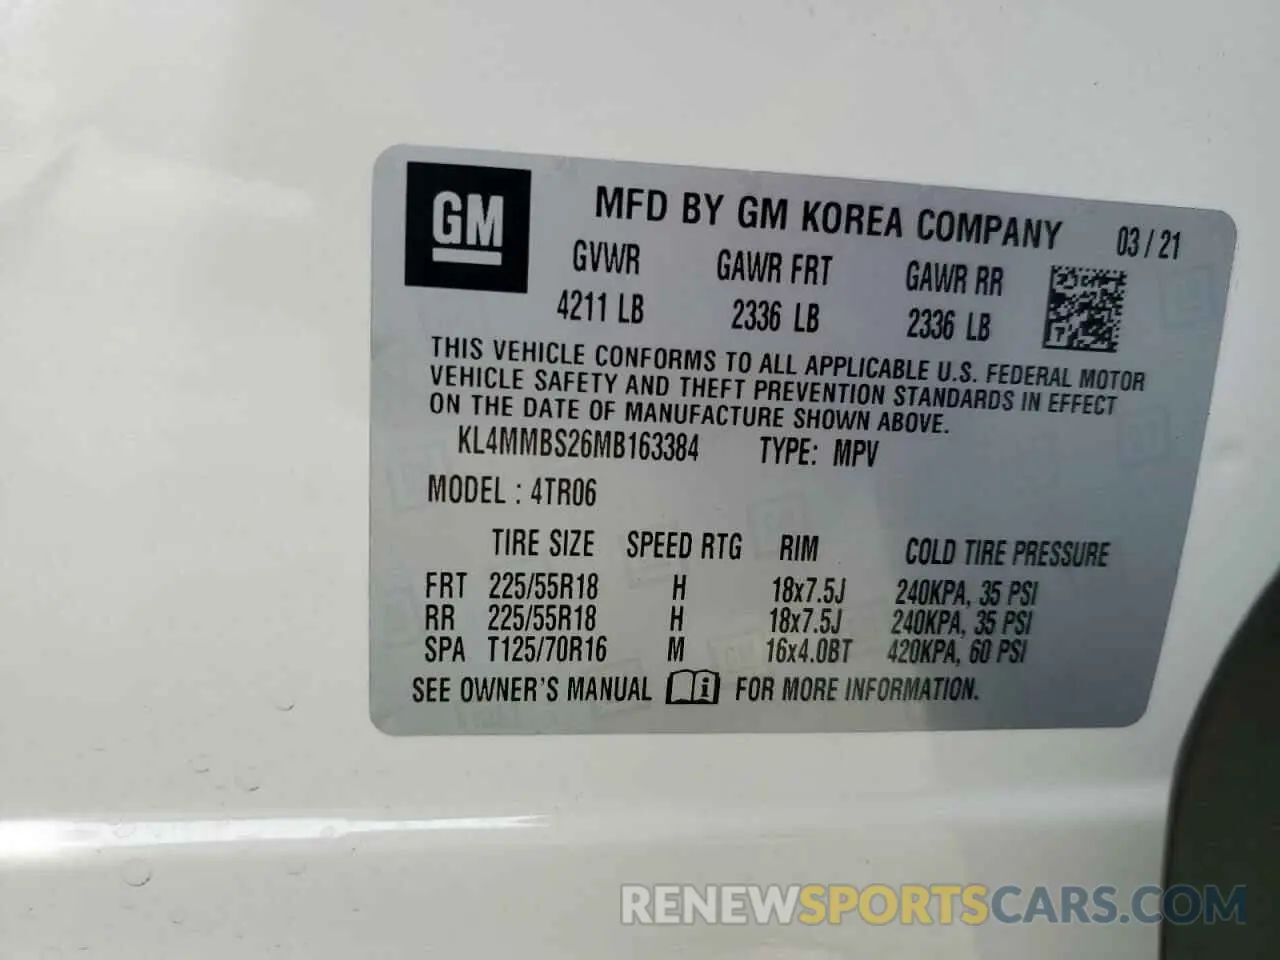 GM
MFD BY GM KOREA COMPANY 03 / 21
GVWR GAWR FRT GAWR RR
4211 LB 2336 LB 2336 LB
THIS VEHICLE CONFORMS TO ALL APPLICABLE U.S. FEDERAL MOTOR
VEHICLE SAFETY AND THEFT PREVENTION STANDARDS IN EFFECT
ON THE DATE OF MANUFACTURE SHOWN ABOVE.
KL4MMBS26MB163384 TYPE: MPV
MODEL : 4TR06
TIRE SIZE SPEED RTG RIM COLD TIRE PRESSURE
FRT 225/55R18 H 18x7.5J 240KPA, 35 PSI
RR 225/55R18 H 18x7.5J 240KPA, 35 PSI
SPA T125/70R16 M 16x4.0BT 420KPA, 60 PSI
SEE OWNER'S MANUAL i FOR MORE INFORMATION.
RENEWSPORTSCARS.COM